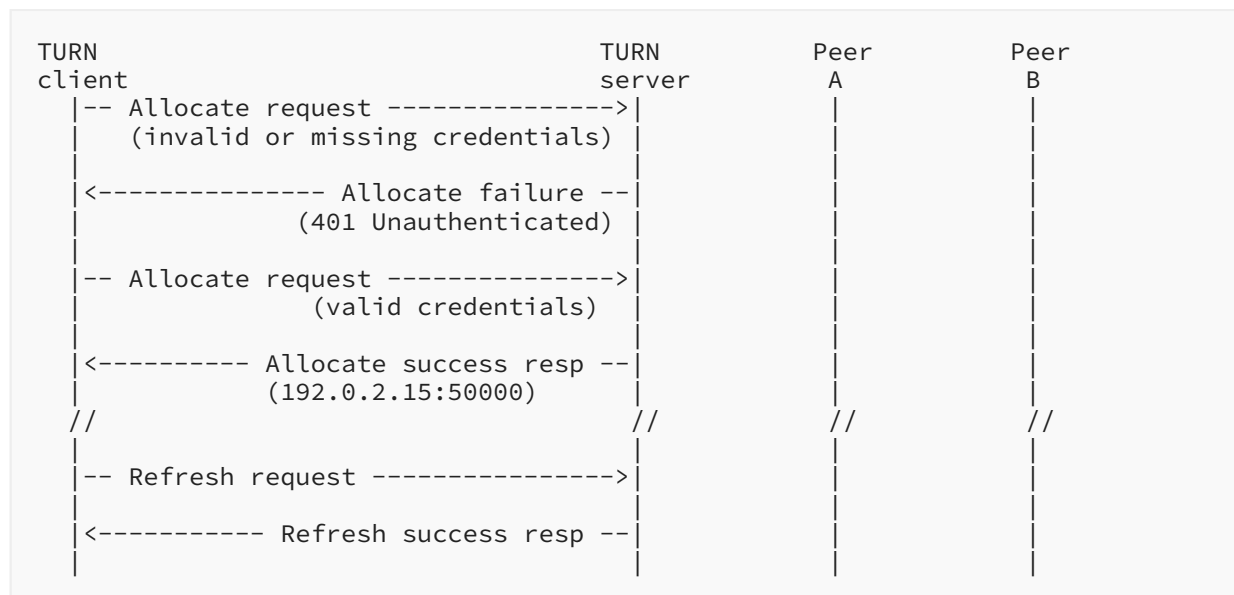 TURN                                 TURN          Peer         Peer
client                               server         A            B
  |-- Allocate request --------------->|            |            |
  |   (invalid or missing credentials) |            |            |
  |                                    |            |            |
  |<--------------- Allocate failure --|            |            |
  |              (401 Unauthenticated) |            |            |
  |                                    |            |            |
  |-- Allocate request --------------->|            |            |
  |               (valid credentials)  |            |            |
  |                                    |            |            |
  |<---------- Allocate success resp --|            |            |
  |            (192.0.2.15:50000)      |            |            |
  //                                   //           //           //
  |                                    |            |            |
  |-- Refresh request ---------------->|            |            |
  |                                    |            |            |
  |<----------- Refresh success resp --|            |            |
  |                                    |            |            |